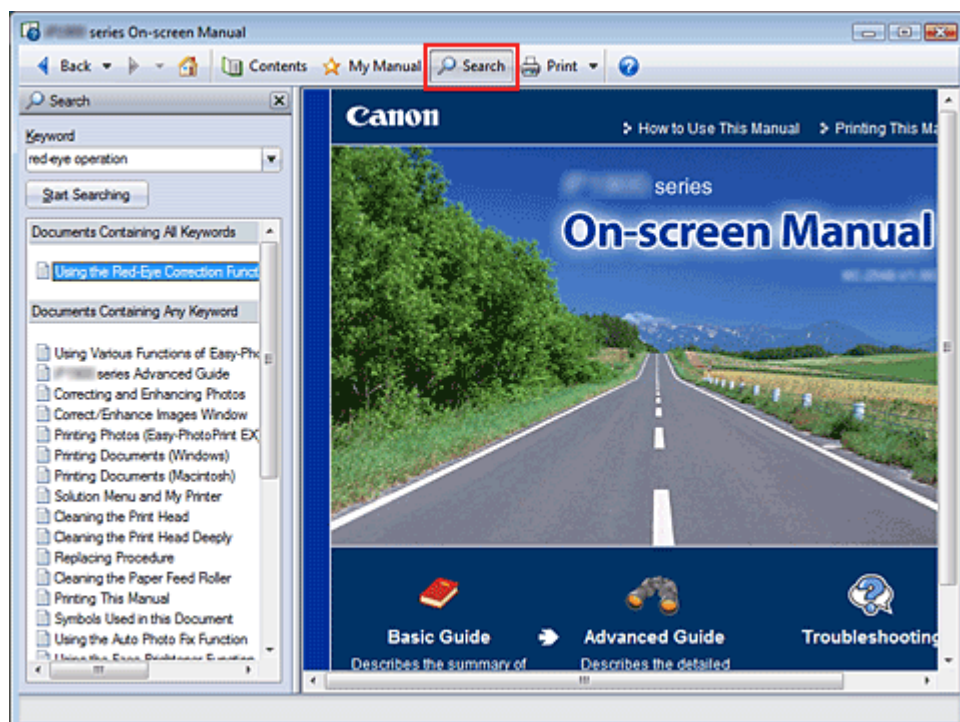 series On-screen Manual
Back Contents My Manual Search Print
Search
Keyword
red-eye operation
Start Searching
Documents Containing All Keywords
Using the Red-Eye Correction Funct
Documents Containing Any Keyword
Using Various Functions of Easy-Pho
series Advanced Guide
Correcting and Enhancing Photos
Correct/Enhance Images Window
Printing Photos (Easy-PhotoPrint EX
Printing Documents (Windows)
Printing Documents (Macintosh)
Solution Menu and My Printer
Cleaning the Print Head
Cleaning the Print Head Deeply
Replacing Procedure
Cleaning the Paper Feed Roller
Printing This Manual
Symbols Used in this Document
Using the Auto Photo Fix Function
Using the Face Brightener Function
Canon
How to Use This Manual Printing This Ma
series
On-screen Manual
Basic Guide Advanced Guide Troubleshooting
Describes the summary of Describes the detailed